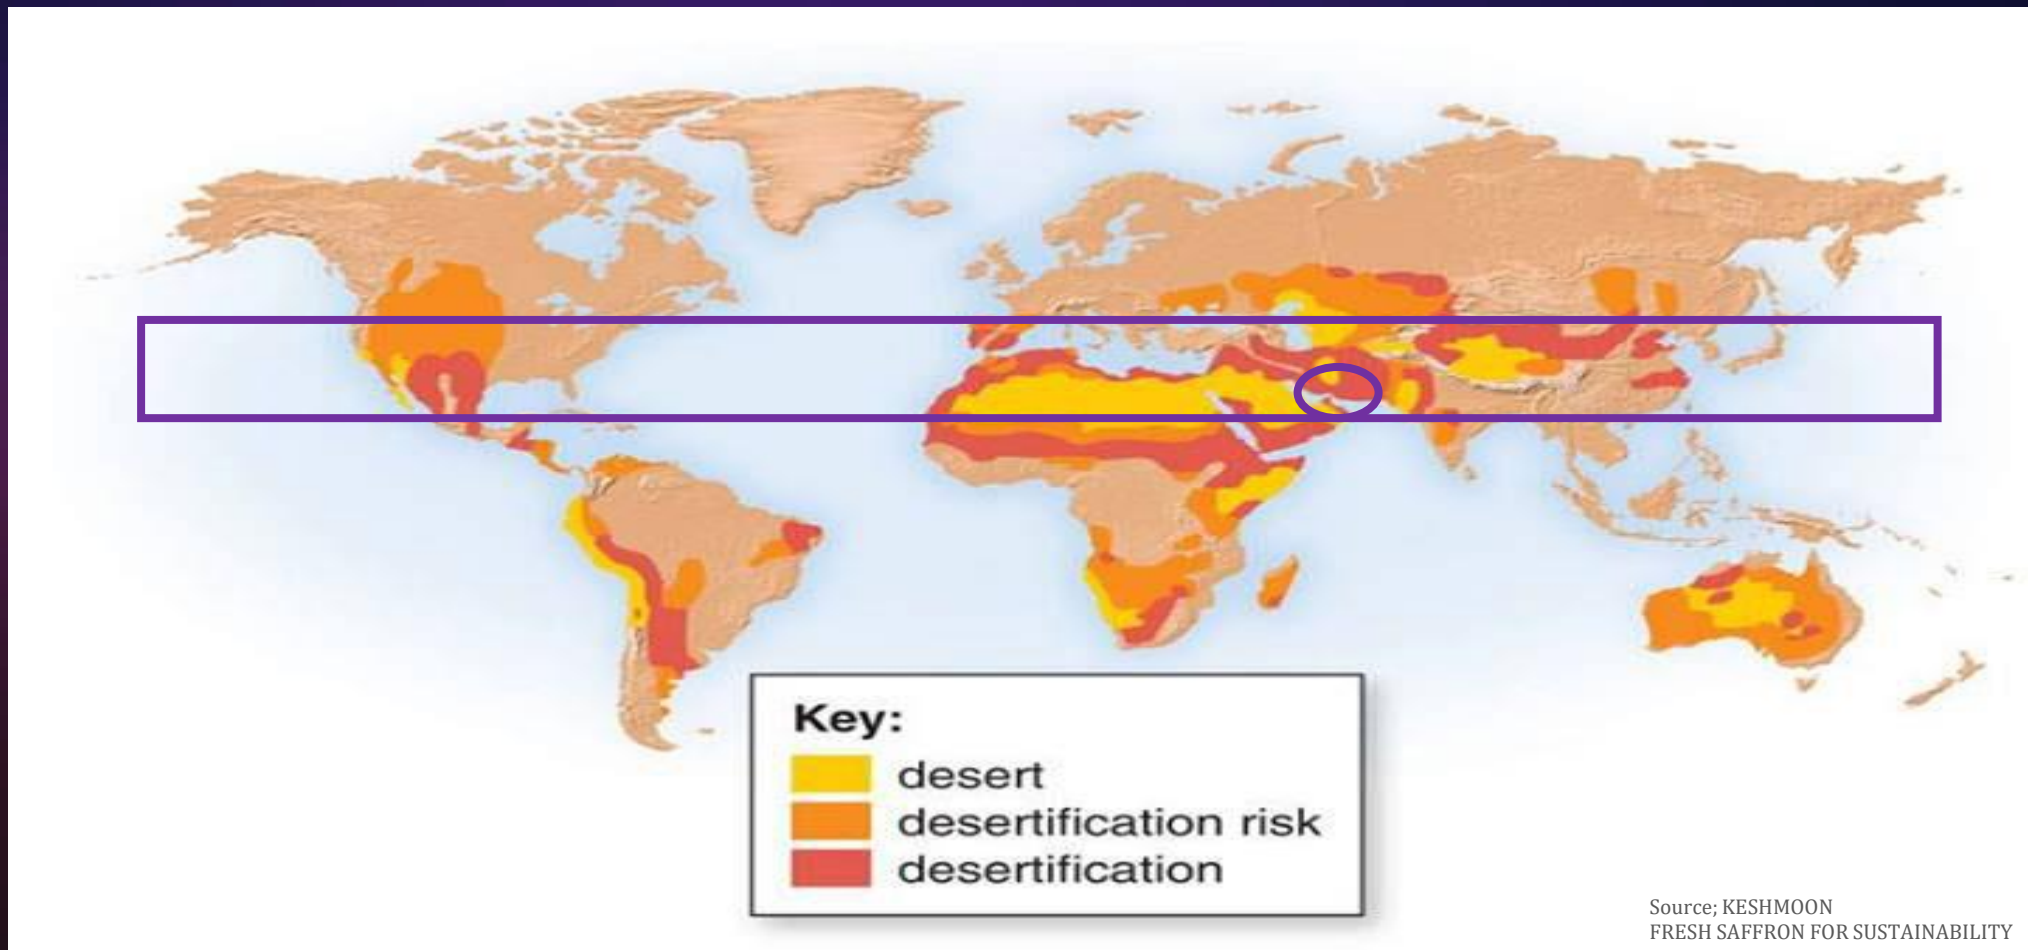 Key:
desert
desertification risk
desertification
Source; KESHMOON
FRESH SAFFRON FOR SUSTAINABILITY